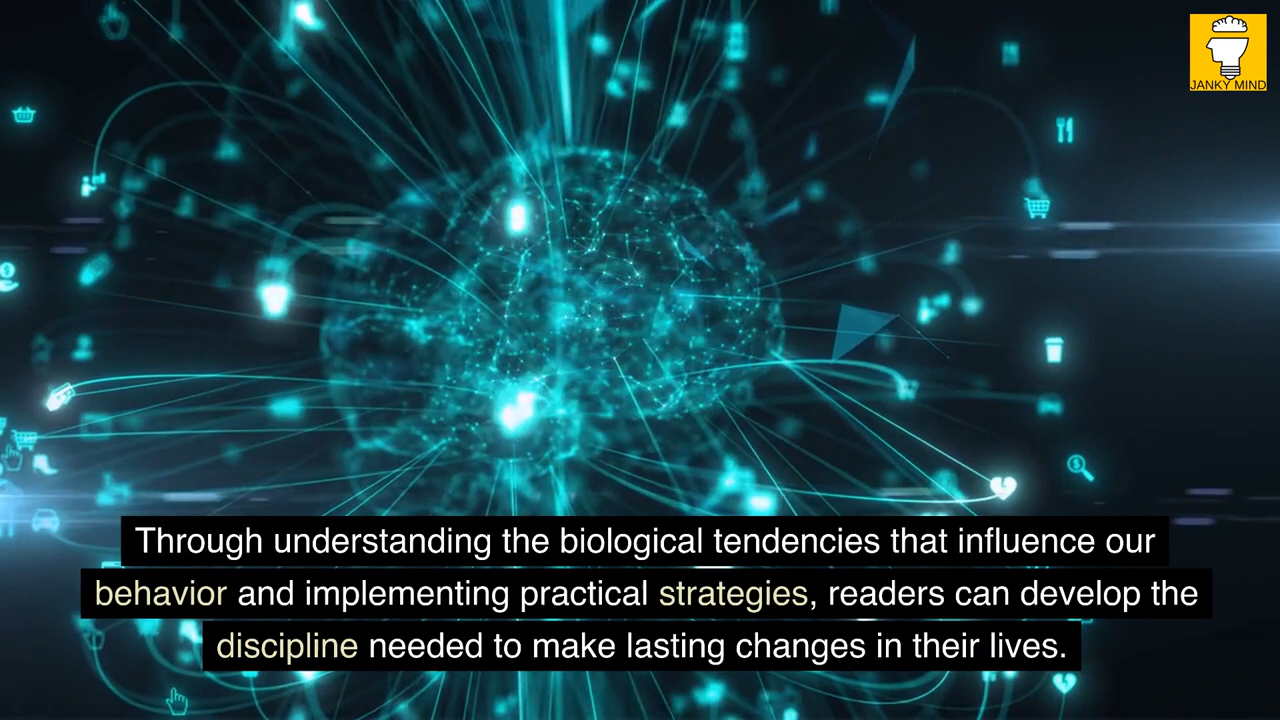 JANKY MIND
Through understanding the biological tendencies that influence our
behavior and implementing practical strategies, readers can develop the
discipline needed to make lasting changes in their lives.